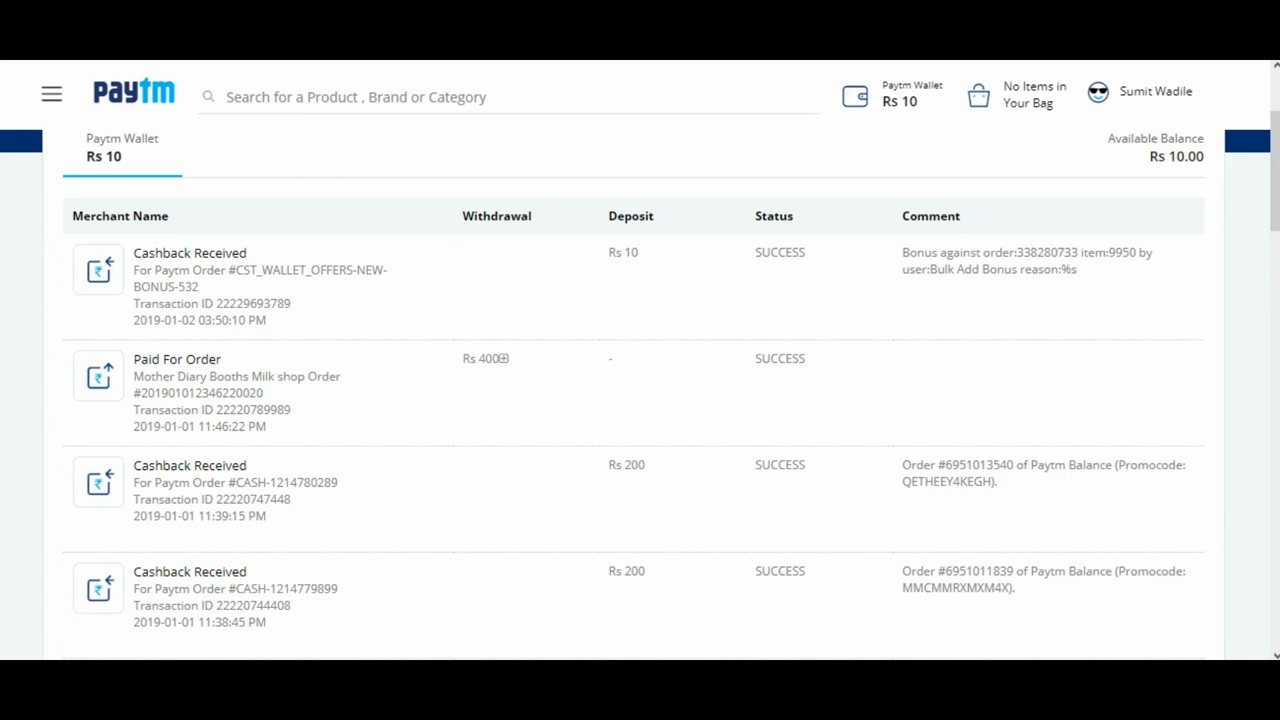 paytm
Search for a Product , Brand or Category
Paytm Wallet
Rs 10
No Items in
Your Bag
Sumit Wadile
Paytm Wallet
Rs 10
Available Balance
Rs 10.00
Merchant Name Withdrawal Deposit Status Comment
Cashback Received
For Paytm Order #CST_WALLET_OFFERS-NEW-
BONUS-532
Transaction ID 22229693789
2019-01-02 03:50:10 PM
Rs 10
SUCCESS
Bonus against order:338280733 item:9950 by
user:Bulk Add Bonus reason:%s
Paid For Order
Mother Diary Booths Milk shop Order
#201901012346220020
Transaction ID 22220789989
2019-01-01 11:46:22 PM
Rs 400
-
SUCCESS
Cashback Received
For Paytm Order #CASH-1214780289
Transaction ID 22220747448
2019-01-01 11:39:15 PM
Rs 200
SUCCESS
Order #6951013540 of Paytm Balance (Promocode:
QETHEEY4KEGH).
Cashback Received
For Paytm Order #CASH-1214779899
Transaction ID 22220744408
2019-01-01 11:38:45 PM
Rs 200
SUCCESS
Order #6951011839 of Paytm Balance (Promocode:
MMCMMRXMXM4X).